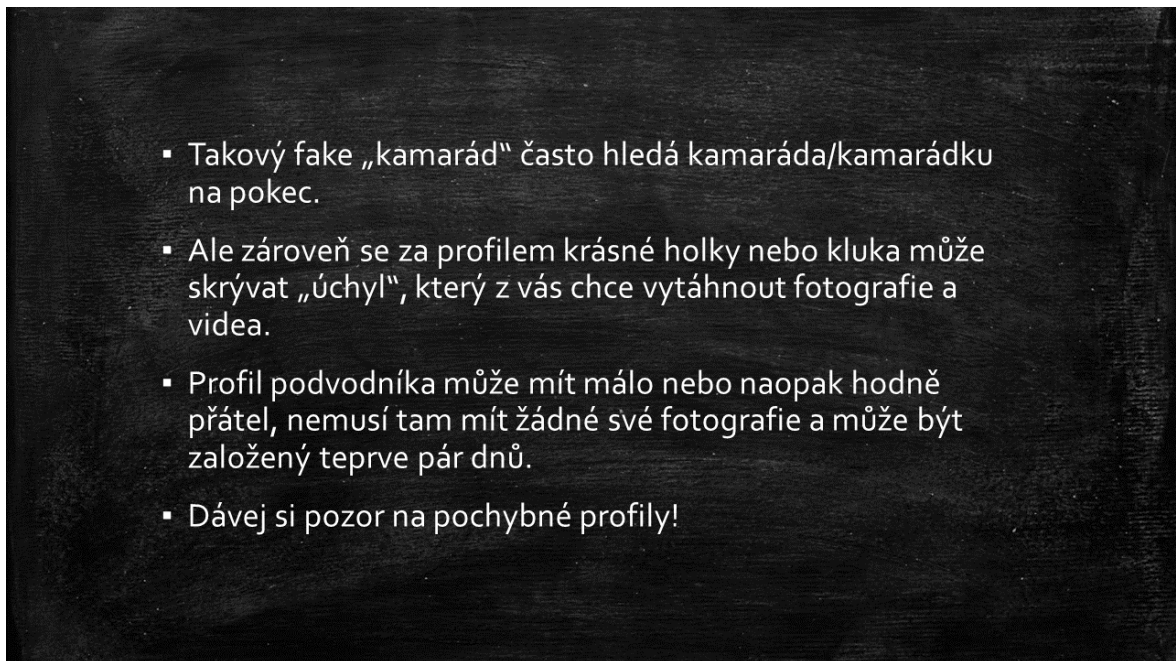 ▪ Takový fake „kamarád“ často hledá kamaráda/kamarádku
na pokec.
▪ Ale zároveň se za profilem krásné holky nebo kluka může
skrývat „úchyl“, který z vás chce vytáhnout fotografie a
videa.
▪ Profil podvodníka může mít málo nebo naopak hodně
přátel, nemusí tam mít žádné své fotografie a může být
založený teprve pár dnů.
▪ Dávej si pozor na pochybné profily!